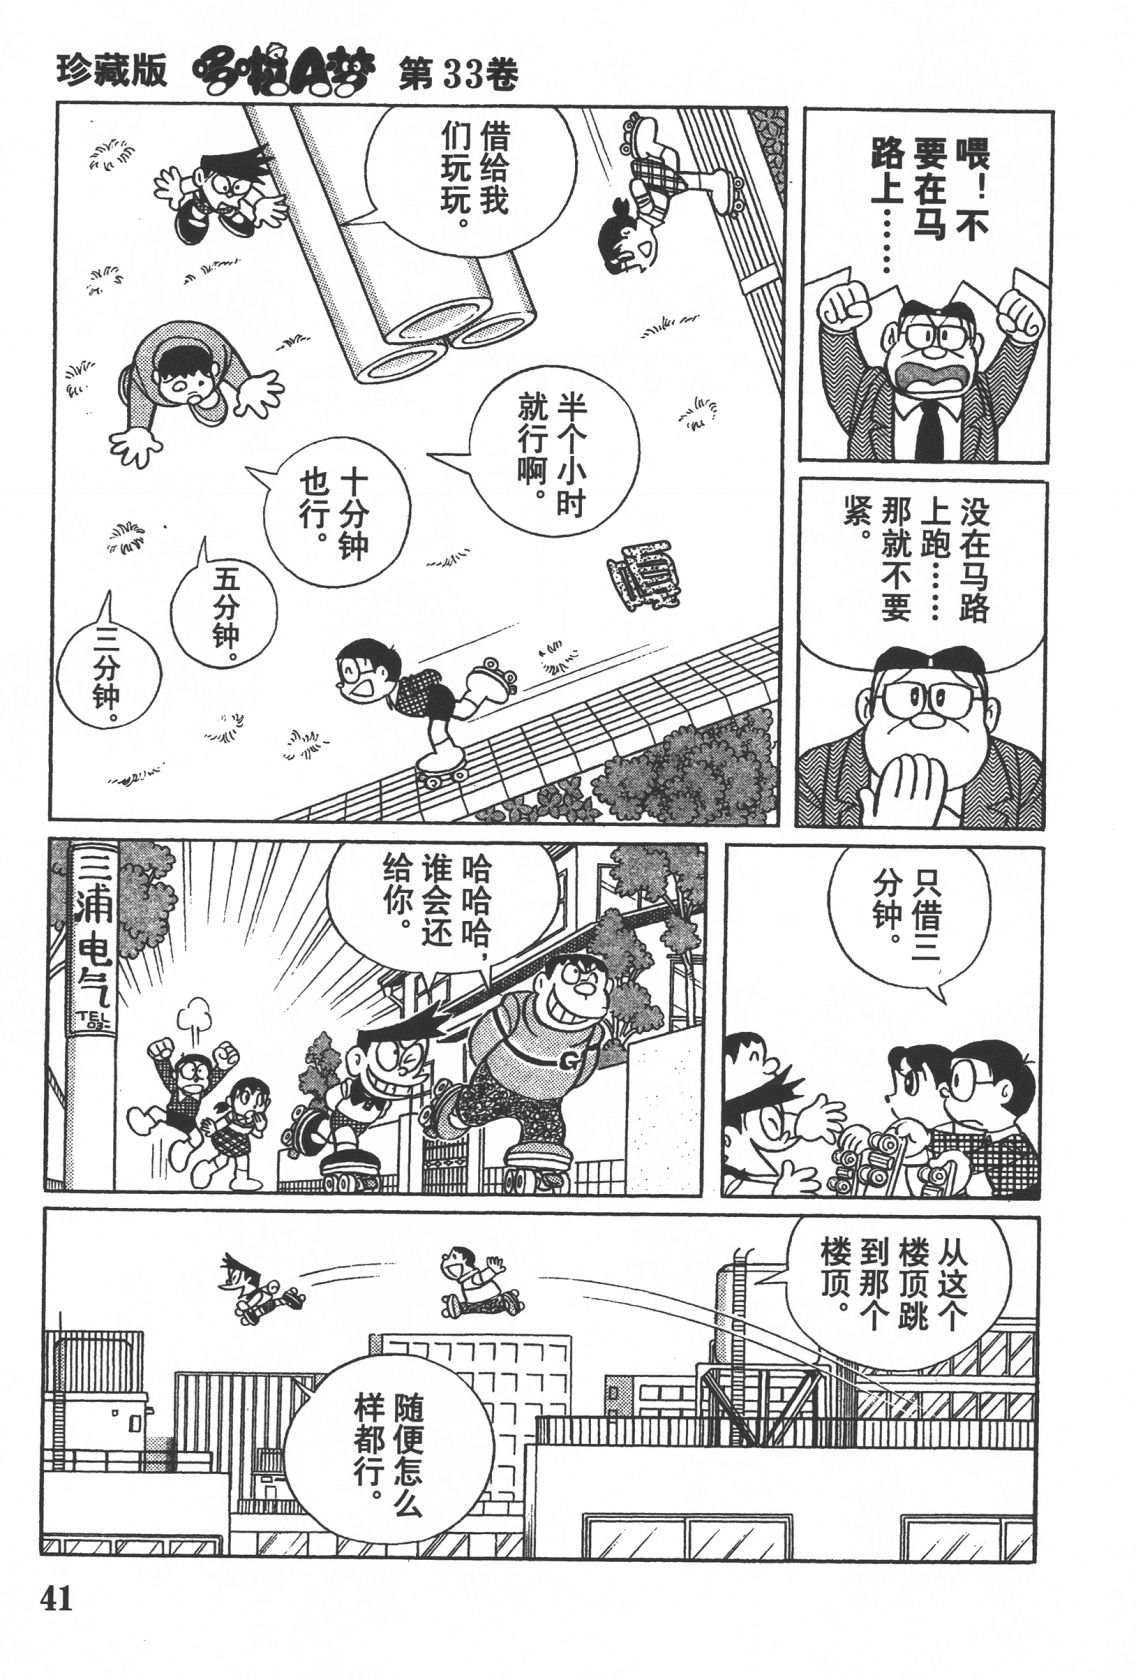 珍藏版 哆啦A梦 第33卷
喂！不
要在马
路上……
没在马路
上跑……
那就不要
紧。
借给我
们玩玩。
半个小时
就行啊。
十分钟
也行。
五分钟。
三分钟。
只借三
分钟。
哈哈哈，
谁会还
给你。
三浦电气
TEL
03-
G
从这个
楼顶跳
到那个
楼顶。
随便怎么
样都行。
41